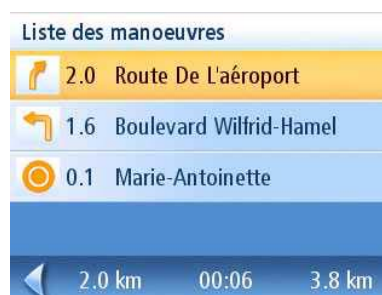 Liste des manoeuvres
2.0 Route De L'aéroport
1.6 Boulevard Wilfrid-Hamel
0.1 Marie-Antoinette
2.0 km 00:06 3.8 km